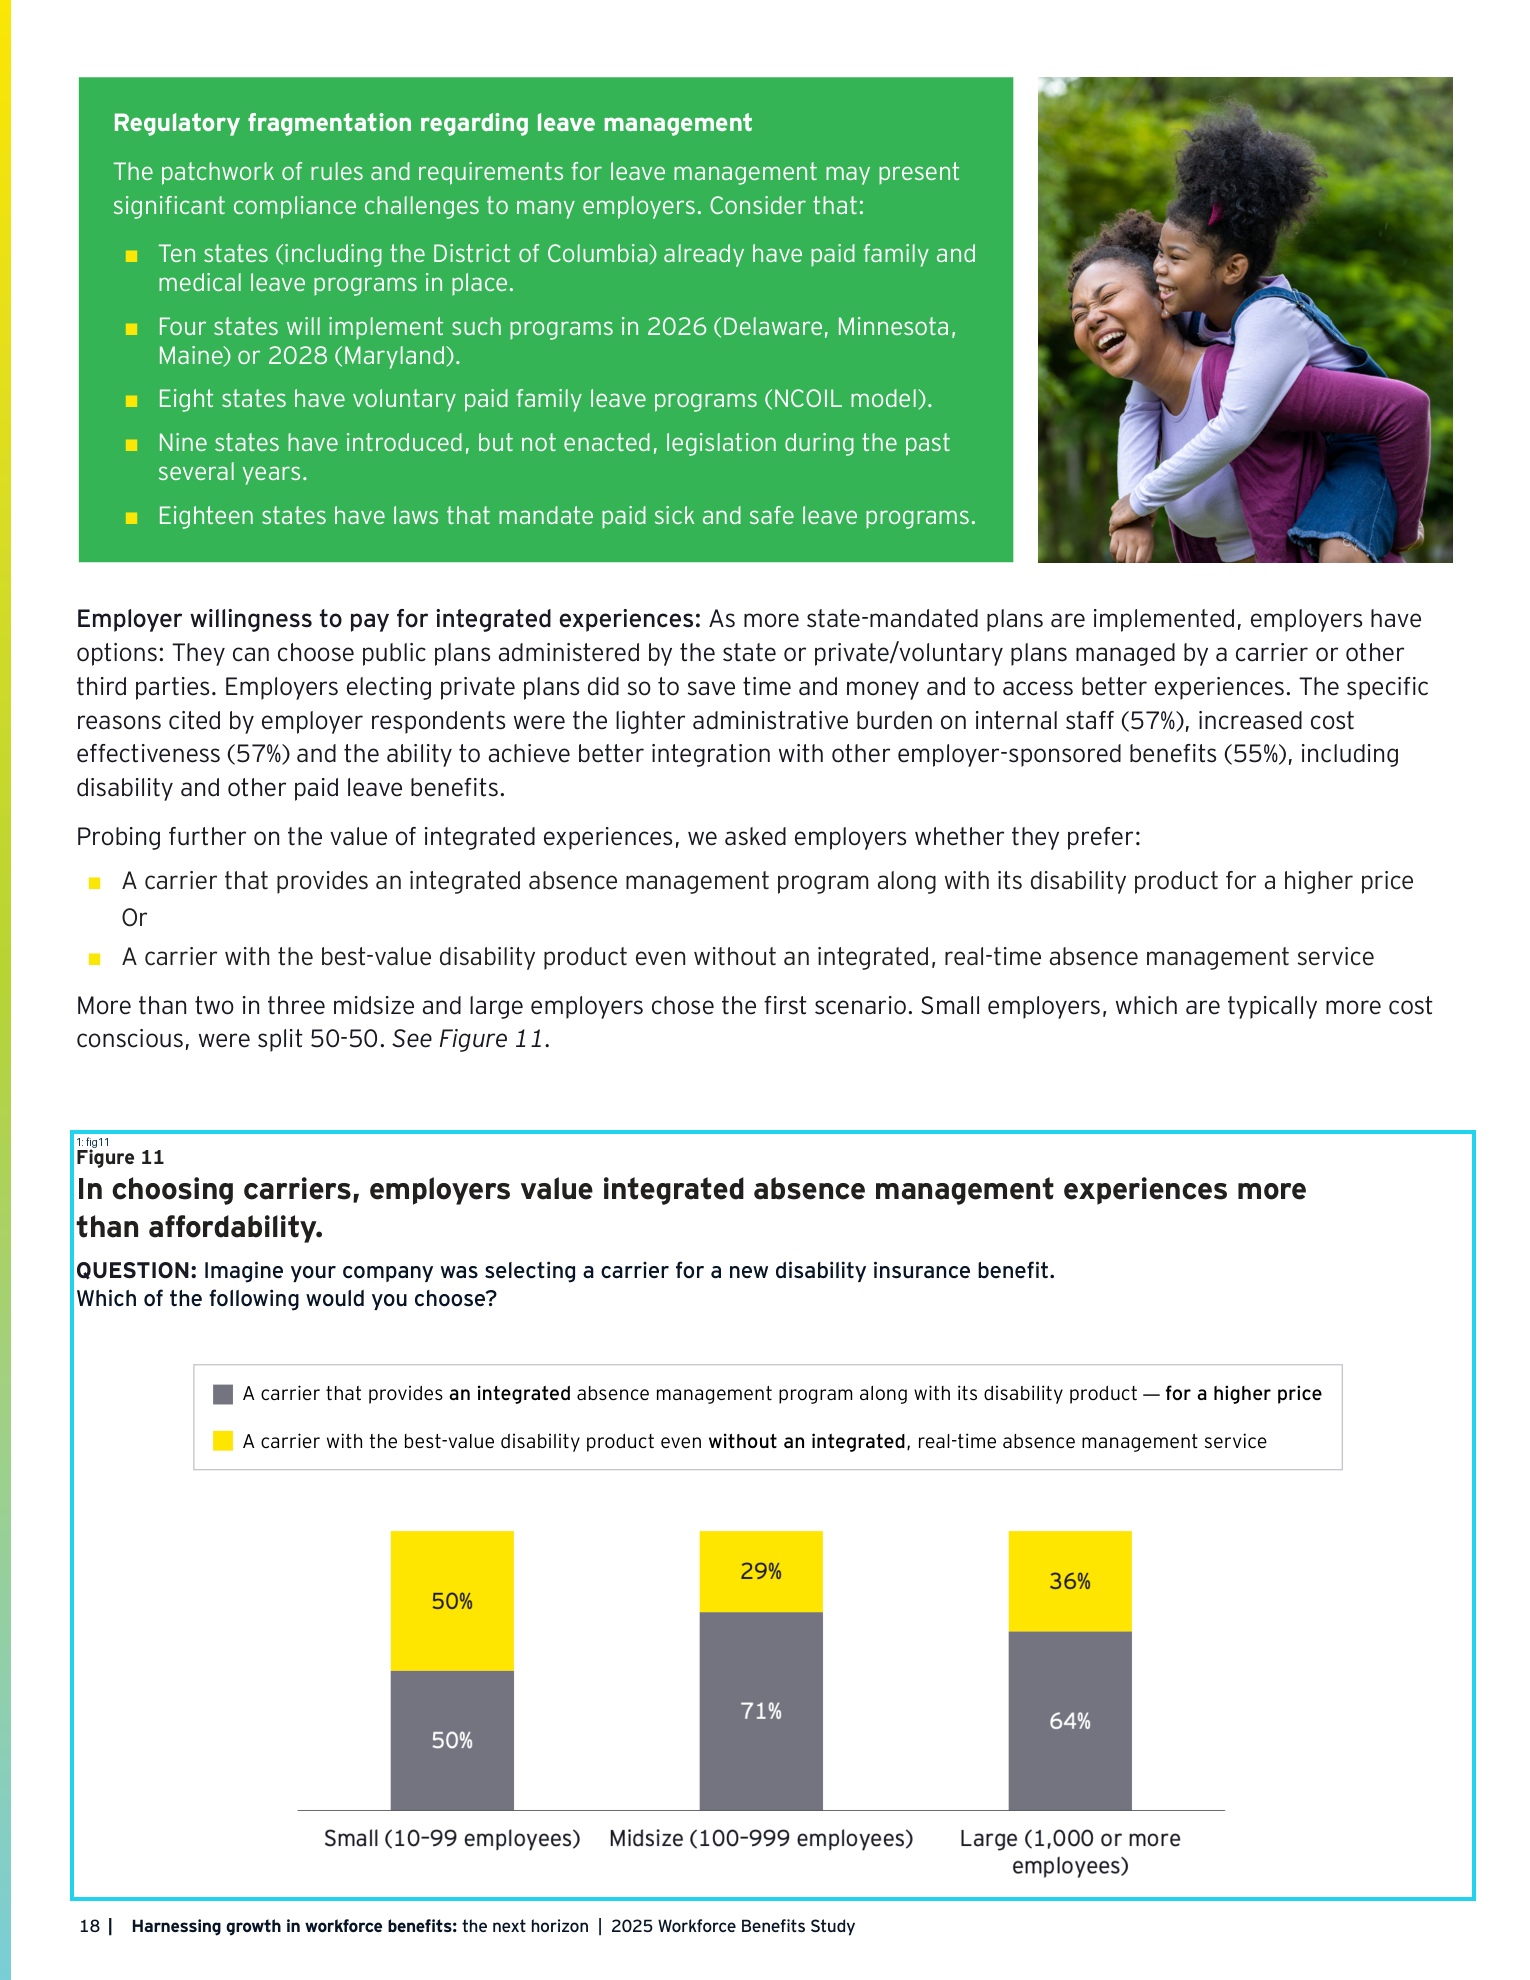 Regulatory fragmentation regarding leave management
The patchwork of rules and requirements for leave management may present
significant compliance challenges to many employers. Consider that:
■ Ten states (including the District of Columbia) already have paid family and
medical leave programs in place.
■ Four states will implement such programs in 2026 (Delaware, Minnesota,
Maine) or 2028 (Maryland).
■ Eight states have voluntary paid family leave programs (NCOIL model).
■ Nine states have introduced, but not enacted, legislation during the past
several years.
■ Eighteen states have laws that mandate paid sick and safe leave programs.
Employer willingness to pay for integrated experiences: As more state-mandated plans are implemented, employers have
options: They can choose public plans administered by the state or private/voluntary plans managed by a carrier or other
third parties. Employers electing private plans did so to save time and money and to access better experiences. The specific
reasons cited by employer respondents were the lighter administrative burden on internal staff (57%), increased cost
effectiveness (57%) and the ability to achieve better integration with other employer-sponsored benefits (55%), including
disability and other paid leave benefits.
Probing further on the value of integrated experiences, we asked employers whether they prefer:
■ A carrier that provides an integrated absence management program along with its disability product for a higher price
Or
■ A carrier with the best-value disability product even without an integrated, real-time absence management service
More than two in three midsize and large employers chose the first scenario. Small employers, which are typically more cost
conscious, were split 50-50. See Figure 11.
1: fig11
Figure 11
In choosing carriers, employers value integrated absence management experiences more
than affordability.
QUESTION: Imagine your company was selecting a carrier for a new disability insurance benefit.
Which of the following would you choose?
A carrier that provides an integrated absence management program along with its disability product — for a higher price
A carrier with the best-value disability product even without an integrated, real-time absence management service
50% 29% 36%
50% 71% 64%
Small (10–99 employees) Midsize (100–999 employees) Large (1,000 or more
employees)
18 | Harnessing growth in workforce benefits: the next horizon | 2025 Workforce Benefits Study